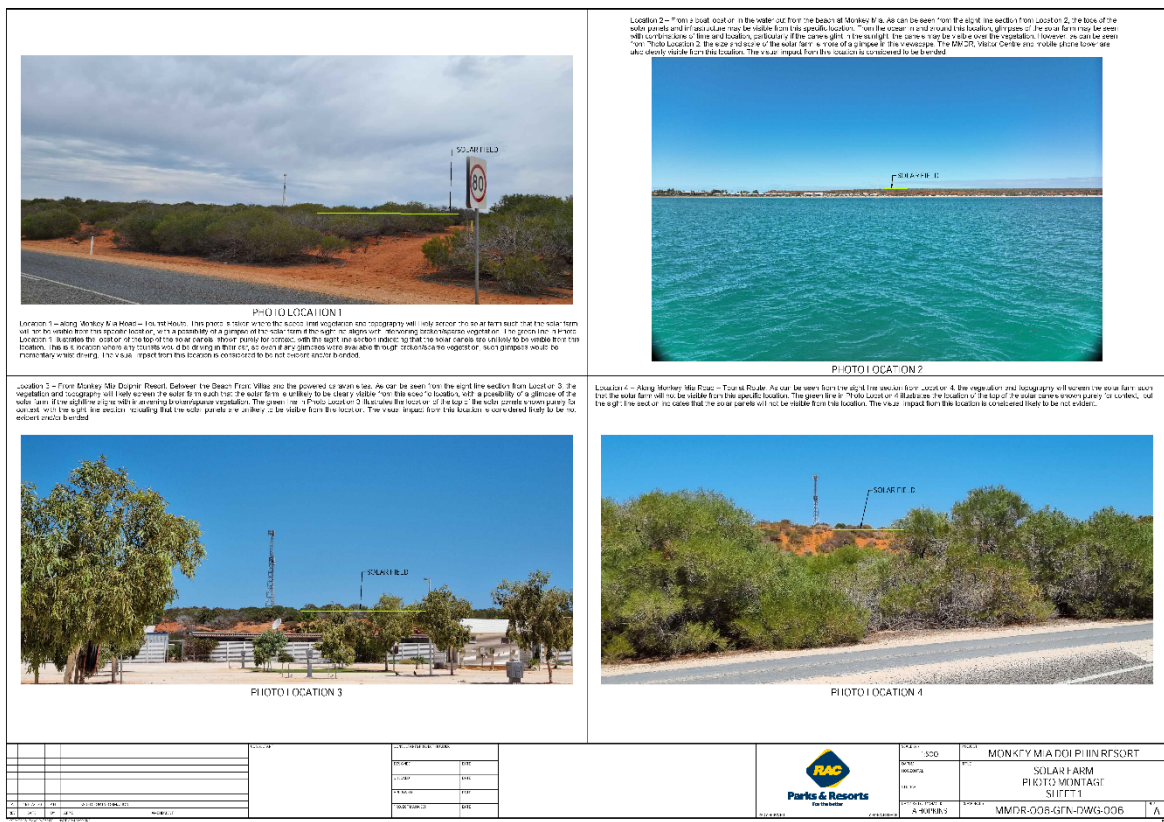 Location 2 – From a boat location in the water out from the beach at Monkey Mia. As can be seen from the sight line section from Location 2, the tops of the
solar panels and infrastructure may be visible from this specific location. From the ocean in and around this location, glimpses of the solar farm may be seen
with combinations of time and location, particularly if the panels glint in the sunlight, the panels may be visible over the vegetation. However, as can be seen
from Photo Location 2, the size and scale of the solar farm is more of a glimpse in this viewscape. The MMDR, Visitor Centre and mobile phone tower are
also clearly visible from this location. The visual impact from this location is considered to be blended.
SOLAR FIELD
80
PHOTO LOCATION 1
Location 1 – along Monkey Mia Road – Tourist Route. This photo is taken where the speed limit vegetation and topography will likely screen the solar farm such that the solar farm
will not be visible from this specific location, with a possibility of a glimpse of the solar farm if the sight line aligns with intervening broken/sparse vegetation. The green line in Photo
Location 1 illustrates the location of the top of the solar panels, shown purely for context, with the sight line section indicating that the solar panels are unlikely to be visible from this
location. This is a location where any tourists would be driving in their car, so even if any glimpses were available through broken/sparse vegetation, such glimpses would be
momentary whilst driving. The visual impact from this location is considered to be not evident and/or blended.
SOLAR FIELD
PHOTO LOCATION 2
Location 3 – From Monkey Mia Dolphin Resort. Between the Beach Front Villas and the powered caravan sites. As can be seen from the sight line section from Location 3, the
vegetation and topography will likely screen the solar farm such that the solar farm is unlikely to be clearly visible from this specific location, with a possibility of a glimpse of the
solar farm if the sightline aligns with intervening broken/sparse vegetation. The green line in Photo Location 3 illustrates the location of the top of the solar panels shown purely for
context with the sight line section indicating that the solar panels are unlikely to be visible from this location. The visual impact from this location is considered likely to be not
evident and/or blended
SOLAR FIELD
PHOTO LOCATION 3
Location 4 – Along Monkey Mia Road – Tourist Route. As can be seen from the sight line section from Location 4, the vegetation and topography will screen the solar farm such
that the solar farm will not be visible from this specific location. The green line in Photo Location 4 illustrates the location of the top of the solar panels shown purely for context, but
the sight line section indicates that the solar panels will not be visible from this location. The visual impact from this location is considered likely to be not evident.
SOLAR FIELD
PHOTO LOCATION 4
DATE
DATE
DATE
DATE
RAC
Parks & Resorts
For the better
MONKEY MIA DOLPHIN RESORT
SOLAR FARM
PHOTO MONTAGE
SHEET 1
A HOPKINS
MMDR-006-GEN-DWG-006
A